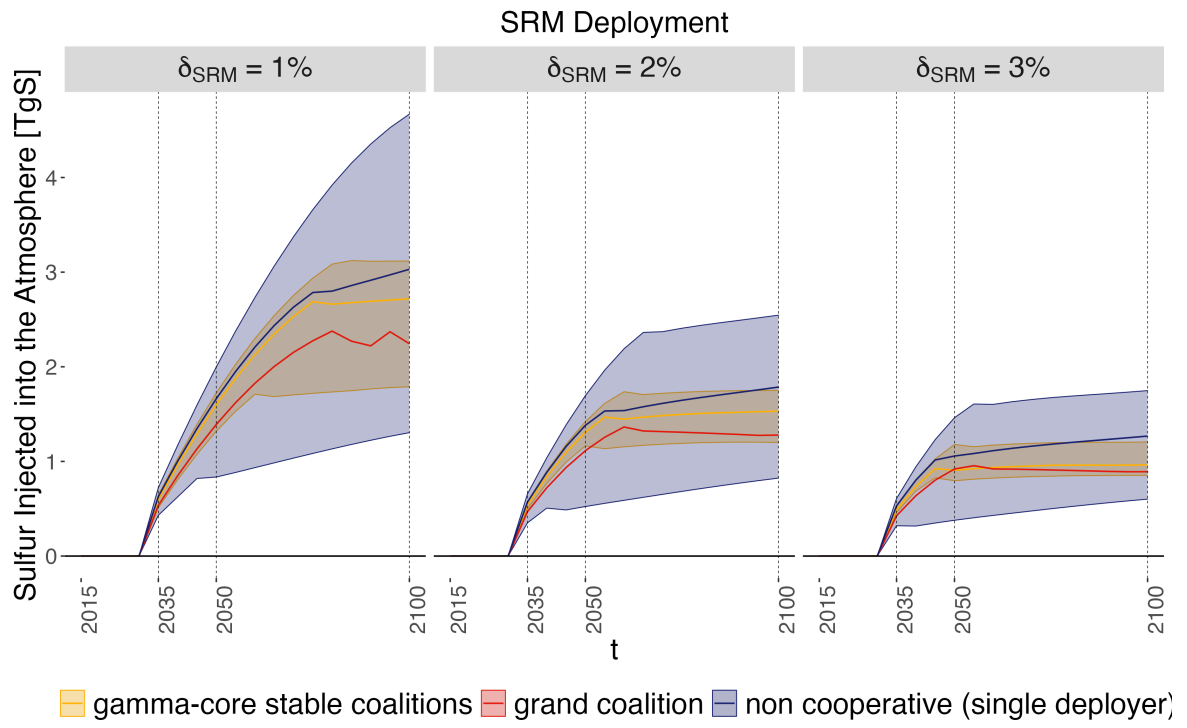 SRM Deployment
δSRM = 1%
δSRM = 2%
δSRM = 3%
Sulfur Injected into the Atmosphere [TgS]
4
3
2
1
0
2015
2035
2050
2100
2015
2035
2050
2100
2015
2035
2050
2100
t
gamma-core stable coalitions
grand coalition
non cooperative (single deployer)